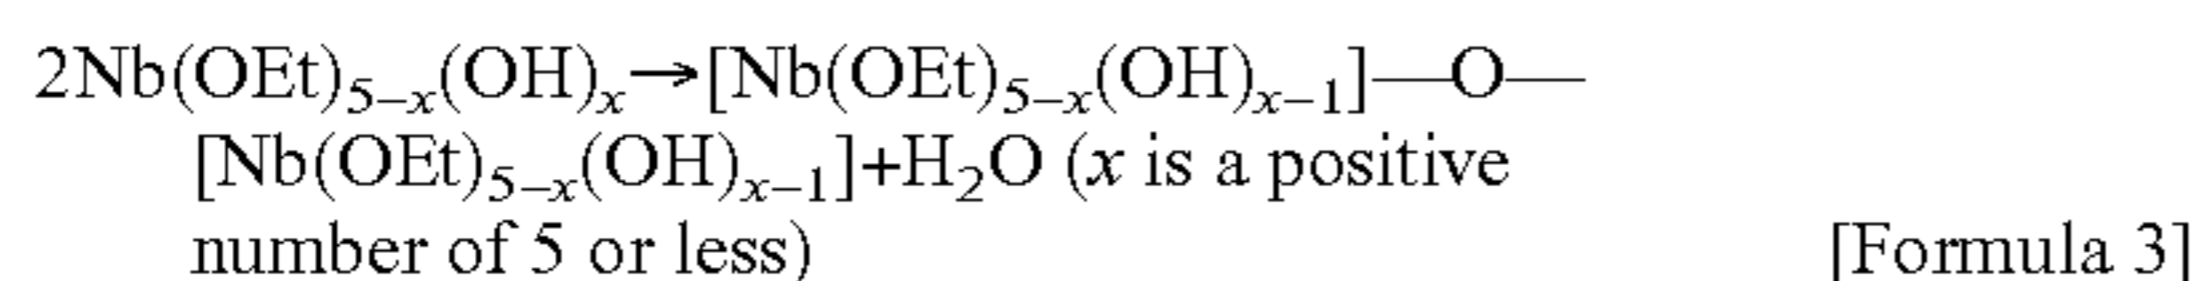 2Nb(OEt)₅₋ₓ(OH)ₓ→[Nb(OEt)₅₋ₓ(OH)ₓ₋₁]—O—
[Nb(OEt)₅₋ₓ(OH)ₓ₋₁]+H₂O (x is a positive
number of 5 or less) [Formula 3]